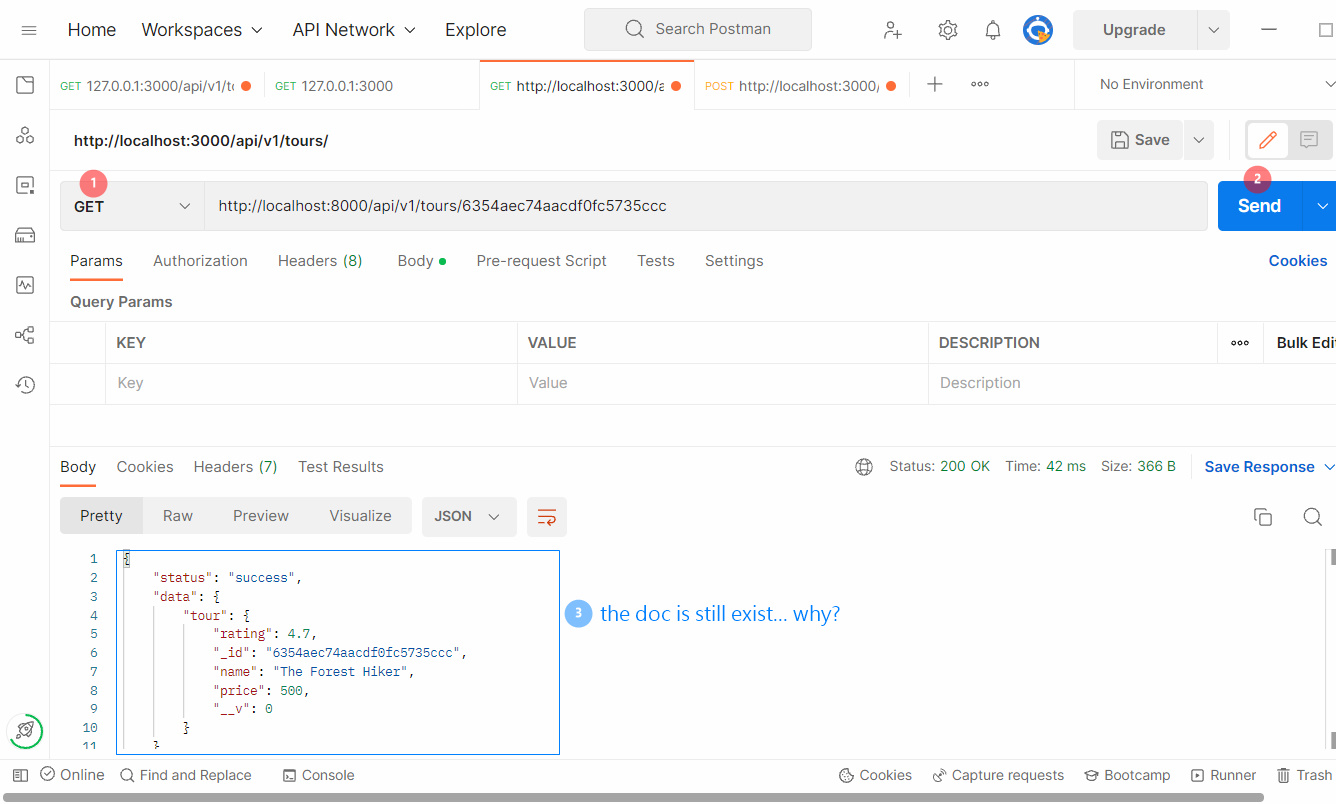 Home Workspaces API Network Explore Search Postman Upgrade
GET 127.0.0.1:3000/api/v1/to GET 127.0.0.1:3000 GET http://localhost:3000/a POST http://localhost:3000/ No Environment
http://localhost:3000/api/v1/tours/ Save
1 2
GET http://localhost:8000/api/v1/tours/6354aec74aacdf0fc5735ccc Send
Params Authorization Headers (8) Body Pre-request Script Tests Settings Cookies
Query Params
KEY VALUE DESCRIPTION Bulk Edit
Key Value Description
Body Cookies Headers (7) Test Results Status: 200 OK Time: 42 ms Size: 366 B Save Response
Pretty Raw Preview Visualize JSON
1 {
2 "status": "success",
3 "data": {
4 "tour": {
3 the doc is still exist... why?
5 "rating": 4.7,
6 "_id": "6354aec74aacdf0fc5735ccc",
7 "name": "The Forest Hiker",
8 "price": 500,
9 "__v": 0
10 }
11 }
Online Find and Replace Console Cookies Capture requests Bootcamp Runner Trash